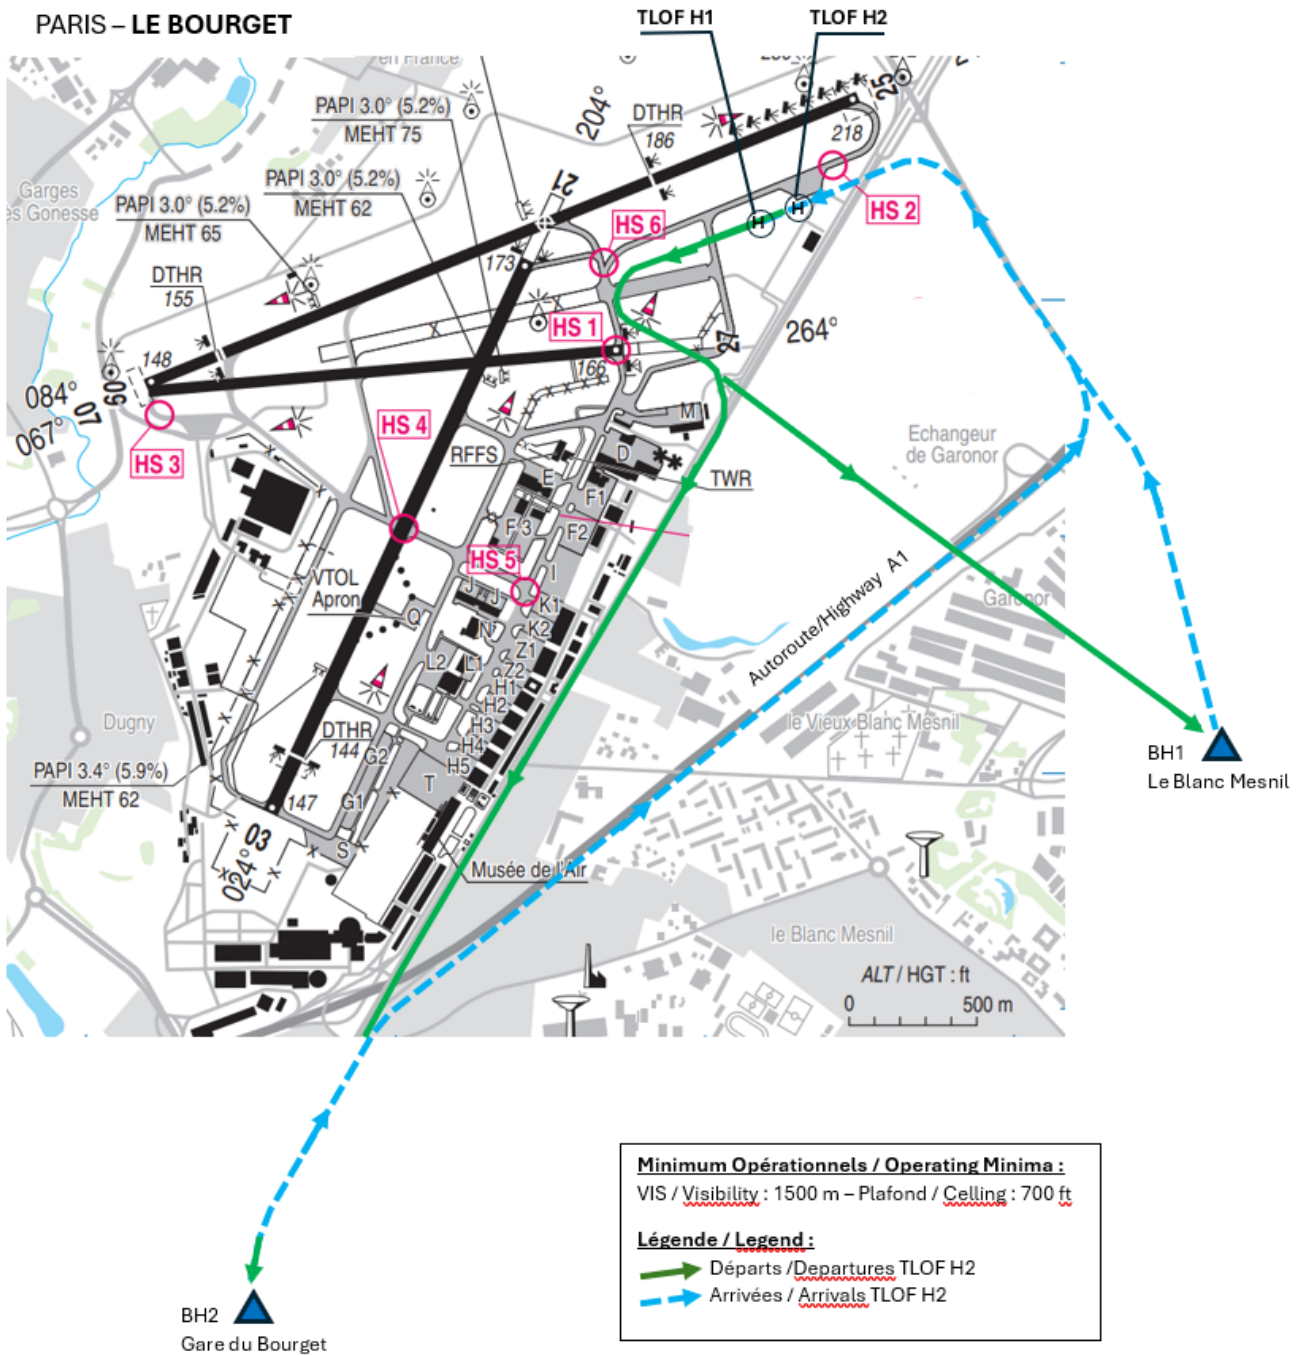 PARIS – LE BOURGET
TLOF H1
TLOF H2
en France
PAPI 3.0° (5.2%)
MEHT 75
204°
DTHR
186
25
218
PAPI 3.0° (5.2%)
MEHT 62
21
Garges
ès Gonesse
PAPI 3.0° (5.2%)
MEHT 65
HS 6
H
H
HS 2
173
DTHR
155
HS 1
27
264°
148
166
084°
09
067°
07
HS 3
HS 4
M
RFFS
D
TWR
Echangeur
de Garonor
E
F1
F3
F2
HS 5
I
VTOL
Apron
J
J
K1
Q
N
K2
Z1
L2
L1
Z2
H1
H2
H3
H4
H5
Autoroute/Highway A1
Garonor
Dugny
DTHR
144
G2
T
le Vieux Blanc Mesnil
BH1
Le Blanc Mesnil
PAPI 3.4° (5.9%)
MEHT 62
147
G1
03
024°
S
Musée de l'Air
le Blanc Mesnil
ALT / HGT : ft
0
500 m
Minimum Opérationnels / Operating Minima :
VIS / Visibility : 1500 m – Plafond / Celling : 700 ft
Légende / Legend :
Départs /Departures TLOF H2
Arrivées / Arrivals TLOF H2
BH2
Gare du Bourget